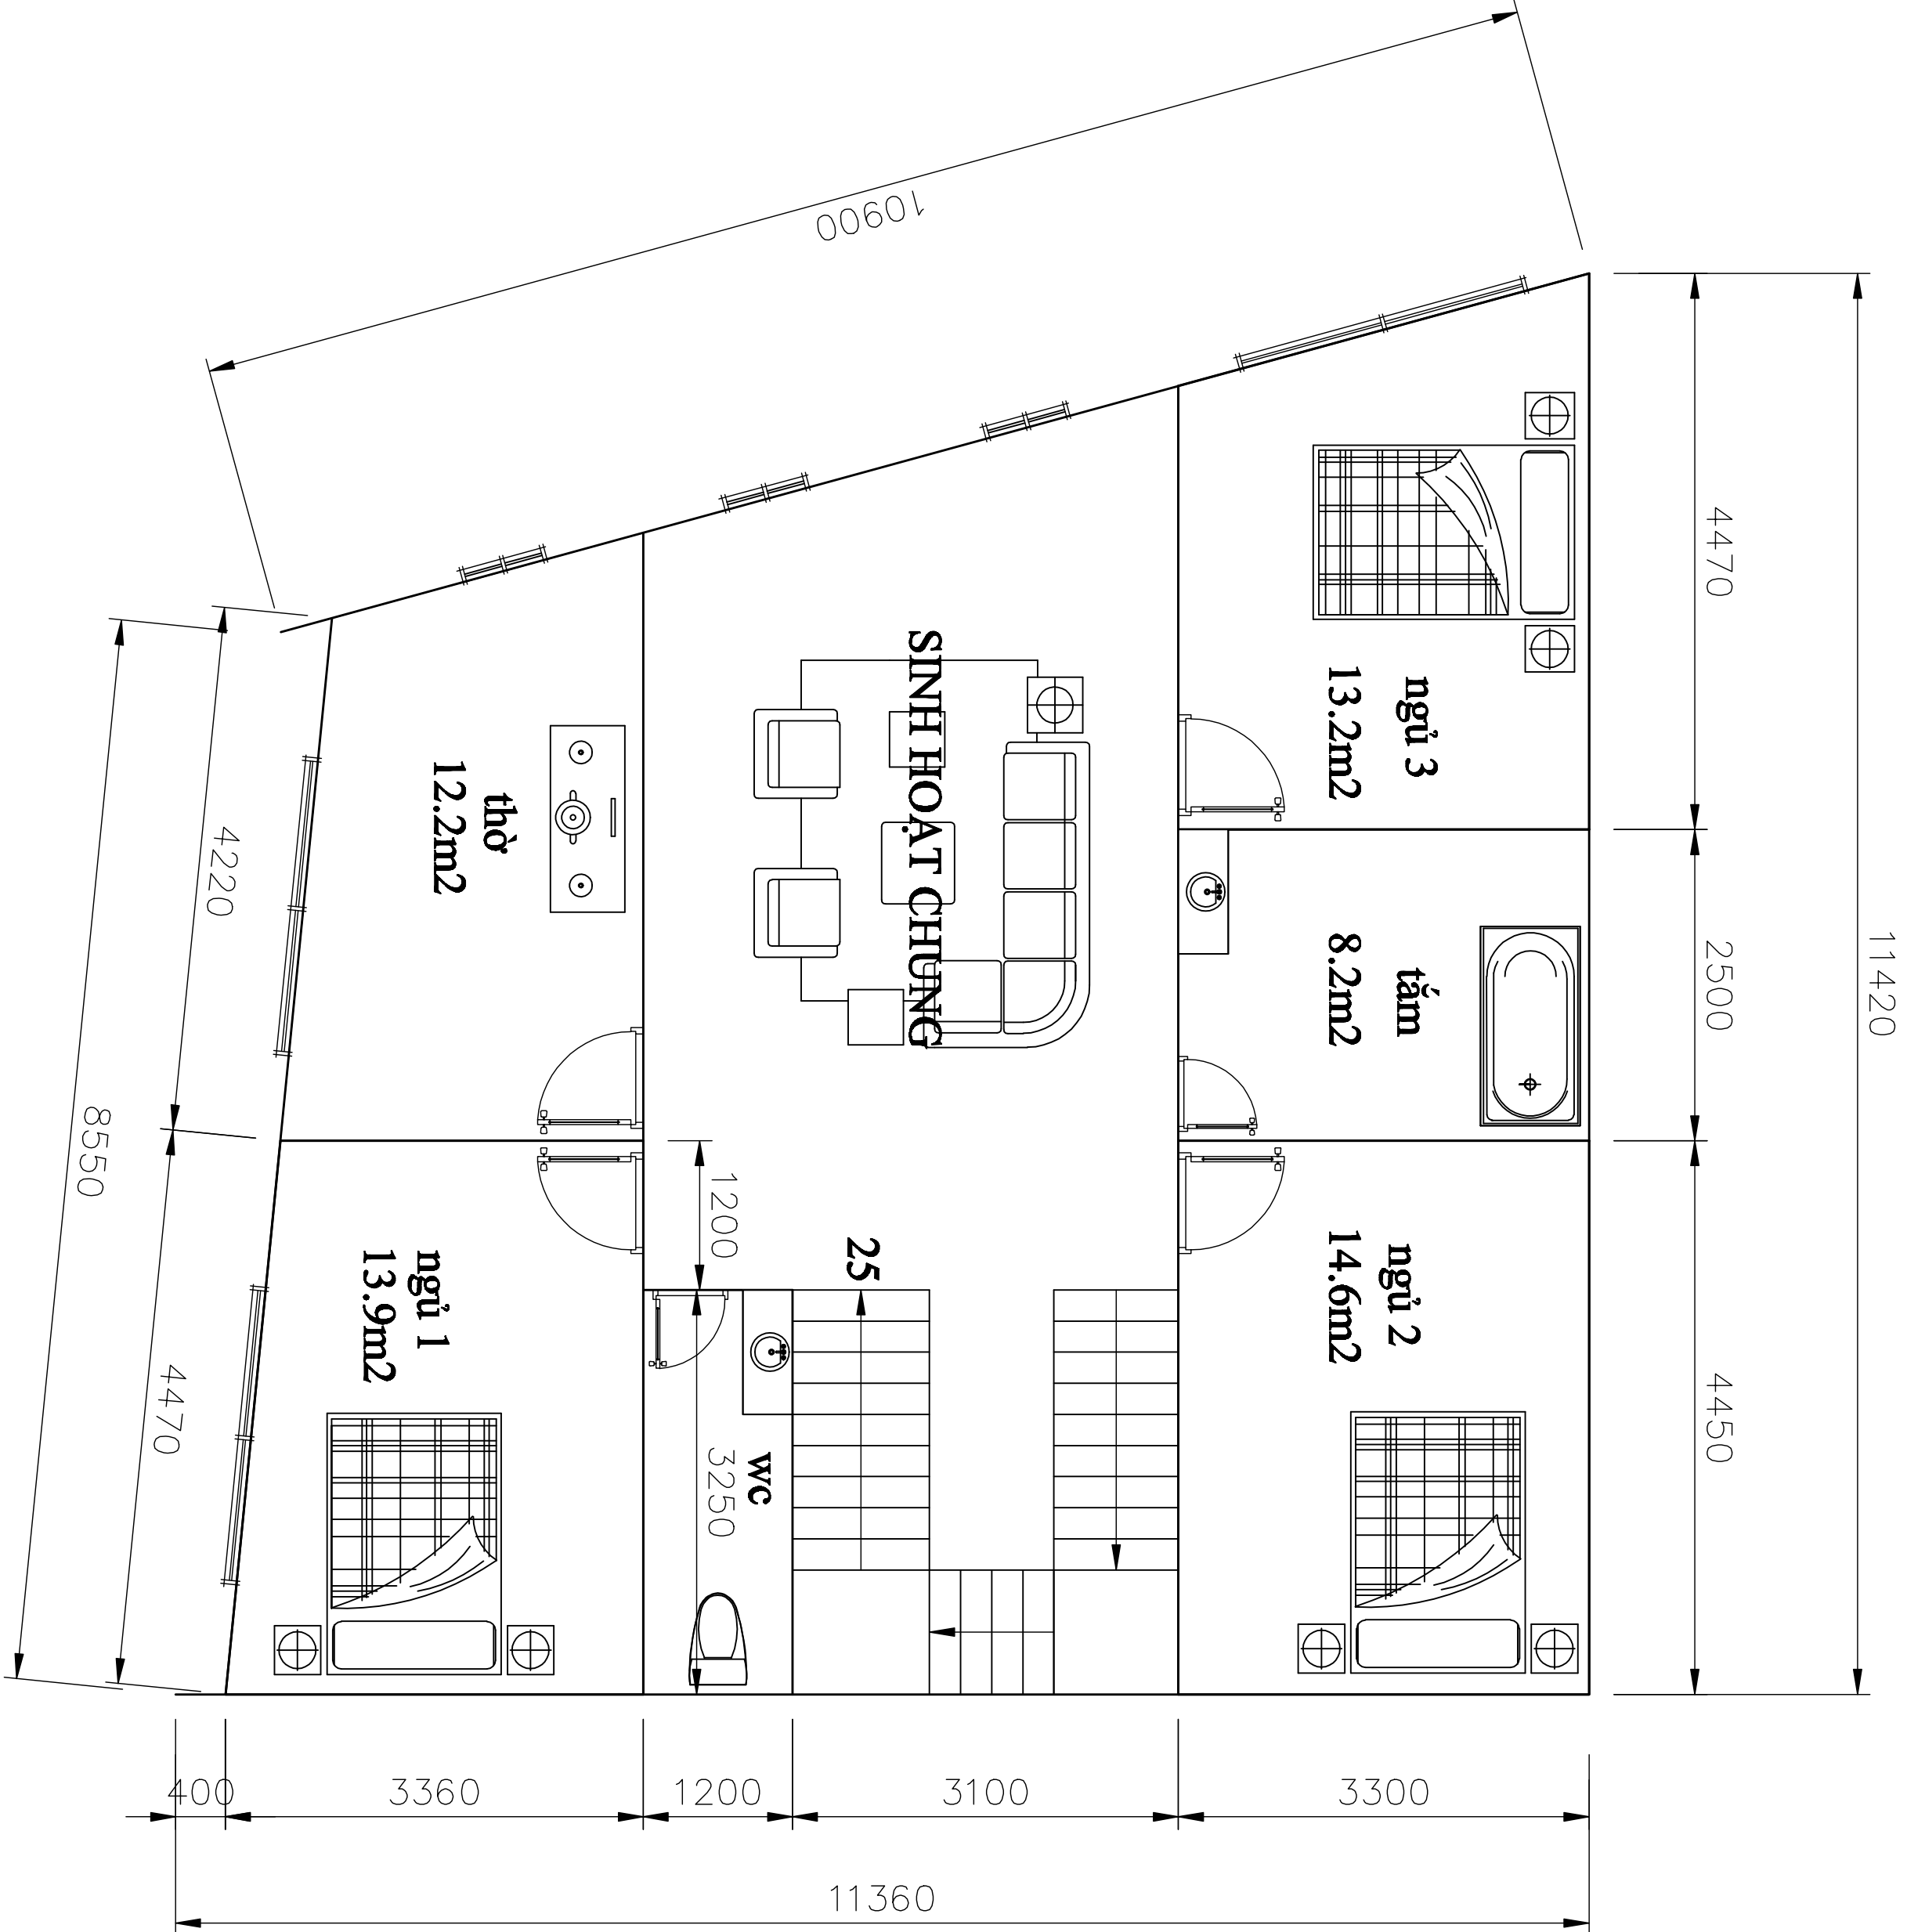 10900
11420
4470
2500
4450
ngủ 3
13.2m2
tắm
8.2m2
ngủ 2
14.6m2
SINH HOẠT CHUNG
25
thờ
12.2m2
ngủ 1
13.9m2
wc
1200
3250
4220
8550
4470
400
3360
1200
3100
3300
11360